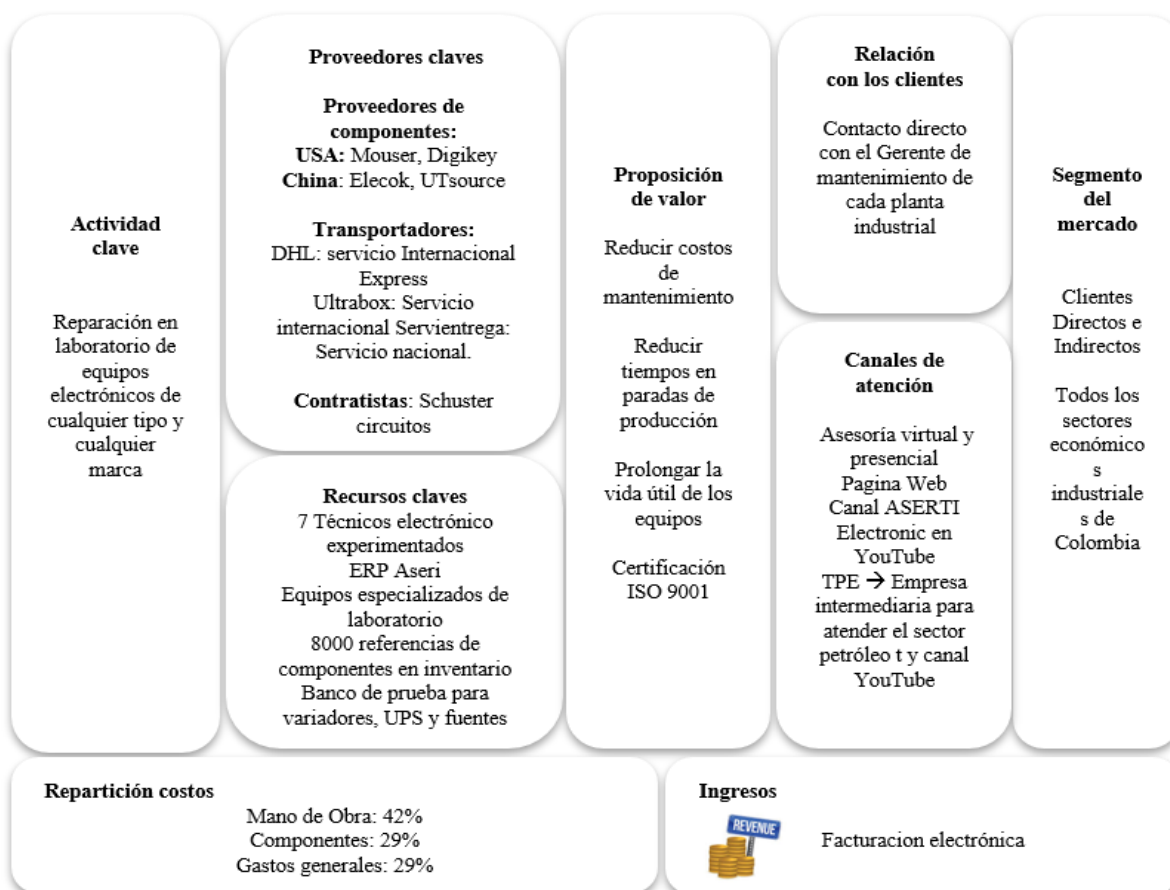 Actividad
clave
Reparación en
laboratorio de
equipos
electrónicos de
cualquier tipo y
cualquier
marca
Proveedores claves
Proveedores de
componentes:
USA: Mouser, Digikey
China: Elecok, UTsource
Transportadores:
DHL: servicio Internacional
Express
Ultrabox: Servicio
internacional Servientrega:
Servicio nacional.
Contratistas: Schuster
circuitos
Recursos claves
7 Técnicos electrónico
experimentados
ERP Aseri
Equipos especializados de
laboratorio
8000 referencias de
componentes en inventario
Banco de prueba para
variadores, UPS y fuentes
Proposición
de valor
Reducir costos
de
mantenimiento
Reducir
tiempos en
paradas de
producción
Prolongar la
vida útil de los
equipos
Certificación
ISO 9001
Relación
con los clientes
Contacto directo
con el Gerente de
mantenimiento de
cada planta
industrial
Canales de
atención
Asesoría virtual y
presencial
Pagina Web
Canal ASERTI
Electronic en
YouTube
TPE → Empresa
intermediaria para
atender el sector
petróleo t y canal
YouTube
Segmento
del
mercado
Clientes
Directos e
Indirectos
Todos los
sectores
económico
s
industriale
s de
Colombia
Repartición costos
Mano de Obra: 42%
Componentes: 29%
Gastos generales: 29%
Ingresos
REVENUE
Facturacion electrónica